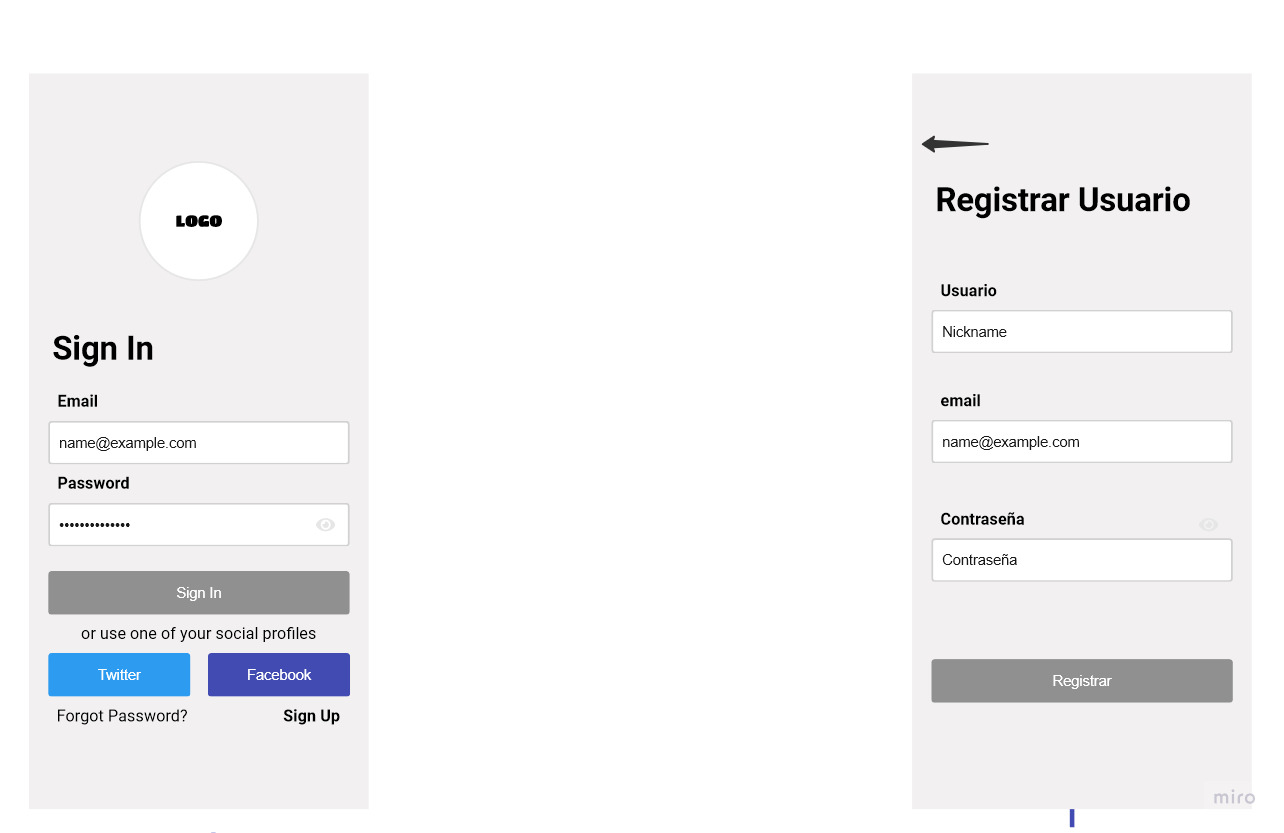 LOGO
Sign In
Email
name@example.com
Password
••••••••••••••
Sign In
or use one of your social profiles
Twitter Facebook
Forgot Password? Sign Up
Registrar Usuario
Usuario
Nickname
email
name@example.com
Contraseña
Contraseña
Registrar
miro